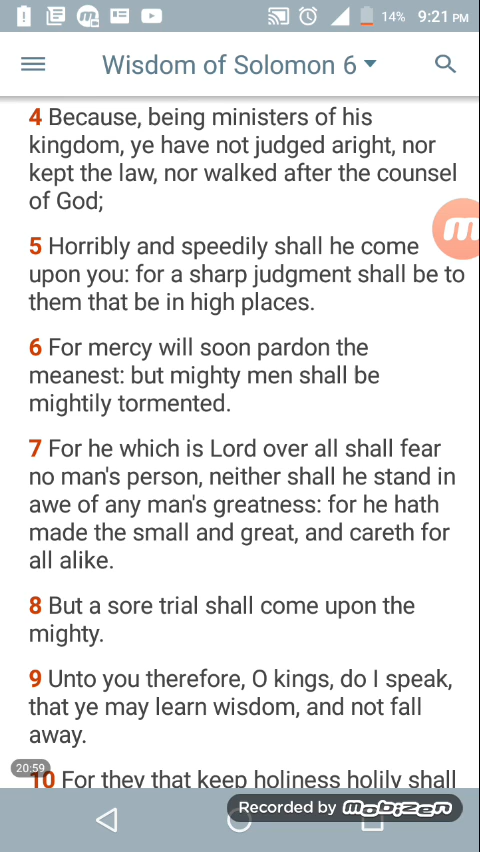 14% 9:21 PM
Wisdom of Solomon 6
4 Because, being ministers of his
kingdom, ye have not judged aright, nor
kept the law, nor walked after the counsel
of God;
5 Horribly and speedily shall he come
upon you: for a sharp judgment shall be to
them that be in high places.
6 For mercy will soon pardon the
meanest: but mighty men shall be
mightily tormented.
7 For he which is Lord over all shall fear
no man's person, neither shall he stand in
awe of any man's greatness: for he hath
made the small and great, and careth for
all alike.
8 But a sore trial shall come upon the
mighty.
9 Unto you therefore, O kings, do I speak,
that ye may learn wisdom, and not fall
away.
20:59
10 For they that keep holiness holily shall
Recorded by mobizen